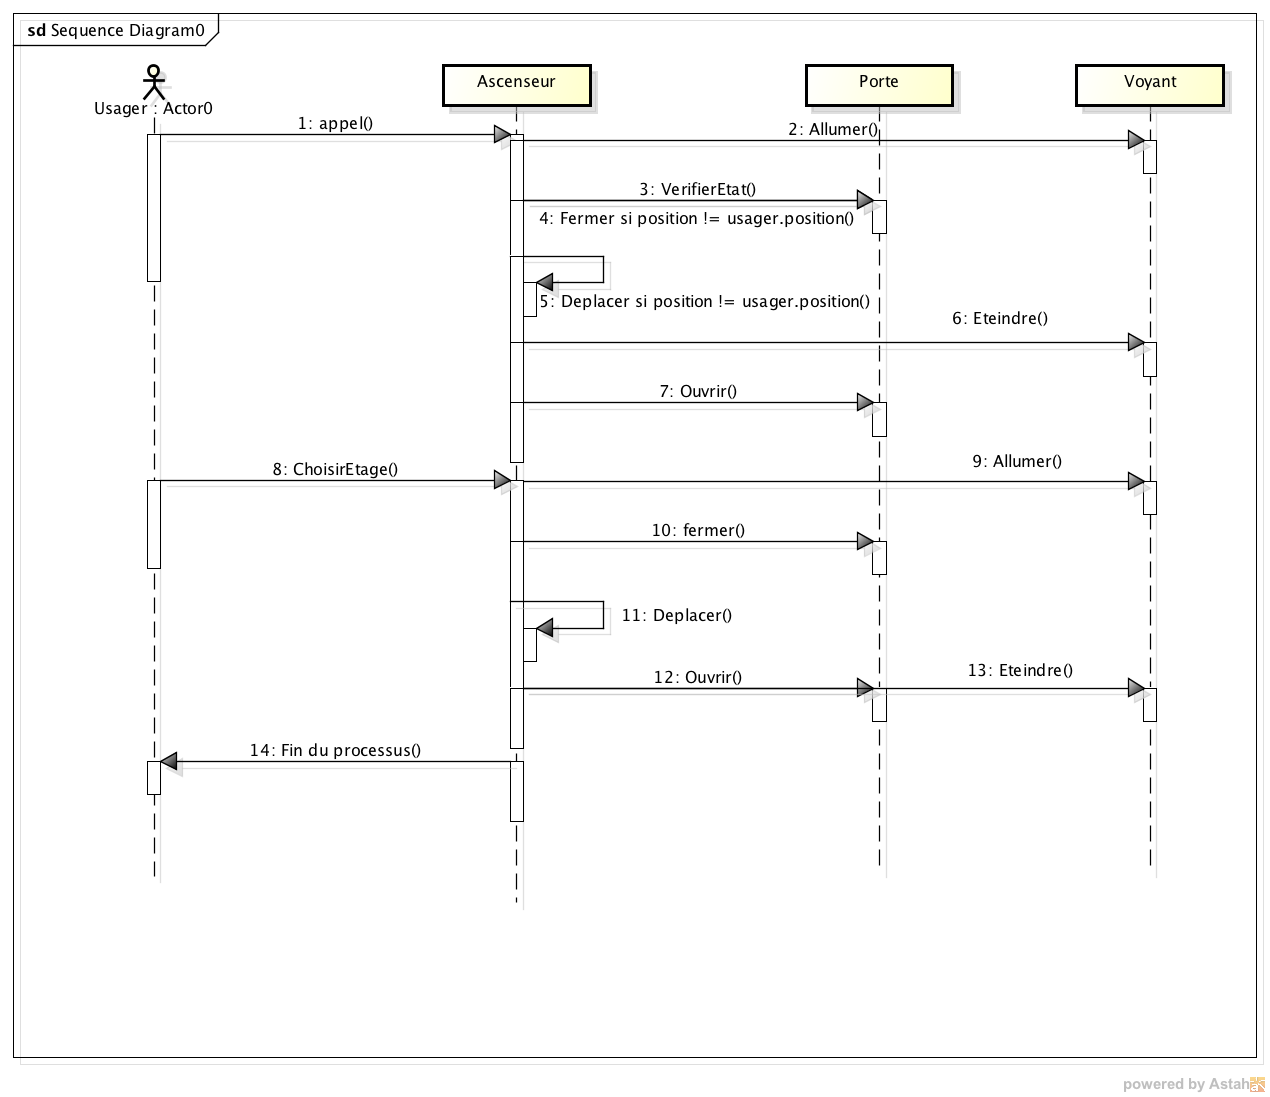 sd Sequence Diagram0
Usager : Actor0
Ascenseur
Porte
Voyant
1: appel()
2: Allumer()
3: VerifierEtat()
4: Fermer si position != usager.position()
5: Deplacer si position != usager.position()
6: Eteindre()
7: Ouvrir()
8: ChoisirEtage()
9: Allumer()
10: fermer()
11: Deplacer()
12: Ouvrir()
13: Eteindre()
14: Fin du processus()
powered by Astah